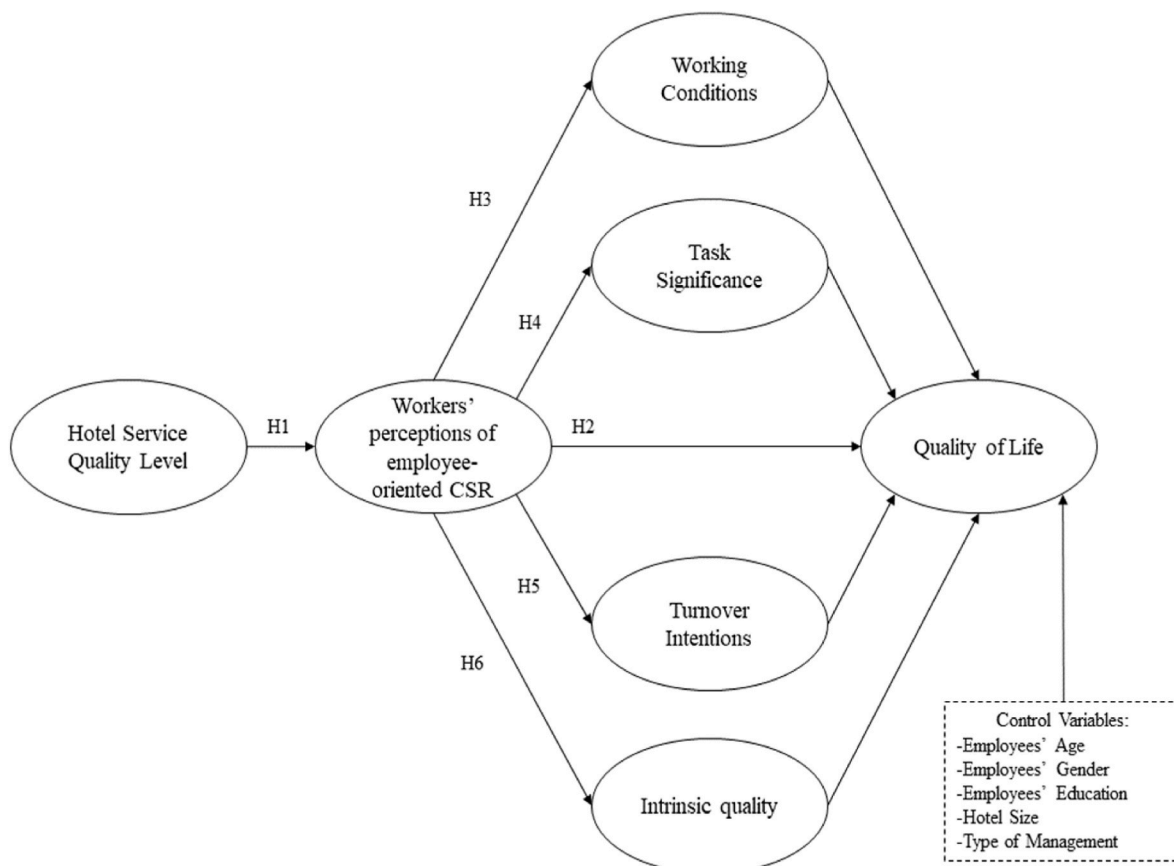 Working
Conditions
H3
Task
Significance
H4
Hotel Service
Quality Level
H1
Workers’
perceptions of
employee-
oriented CSR
H2
Quality of Life
H5
Turnover
Intentions
H6
Intrinsic quality
Control Variables:
-Employees’ Age
-Employees’ Gender
-Employees’ Education
-Hotel Size
-Type of Management